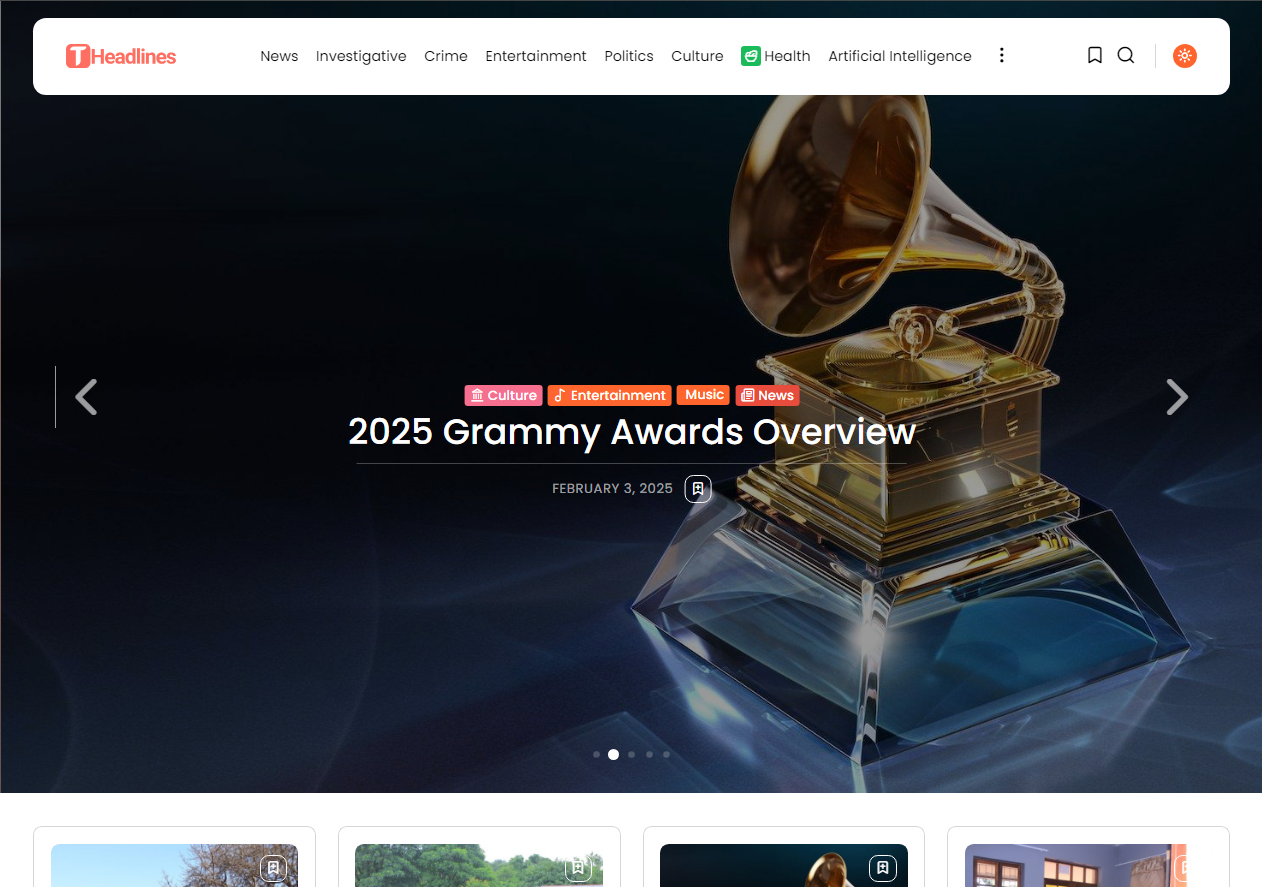 T Headlines
News Investigative Crime Entertainment Politics Culture Health Artificial Intelligence
Culture Entertainment Music News
2025 Grammy Awards Overview
FEBRUARY 3, 2025